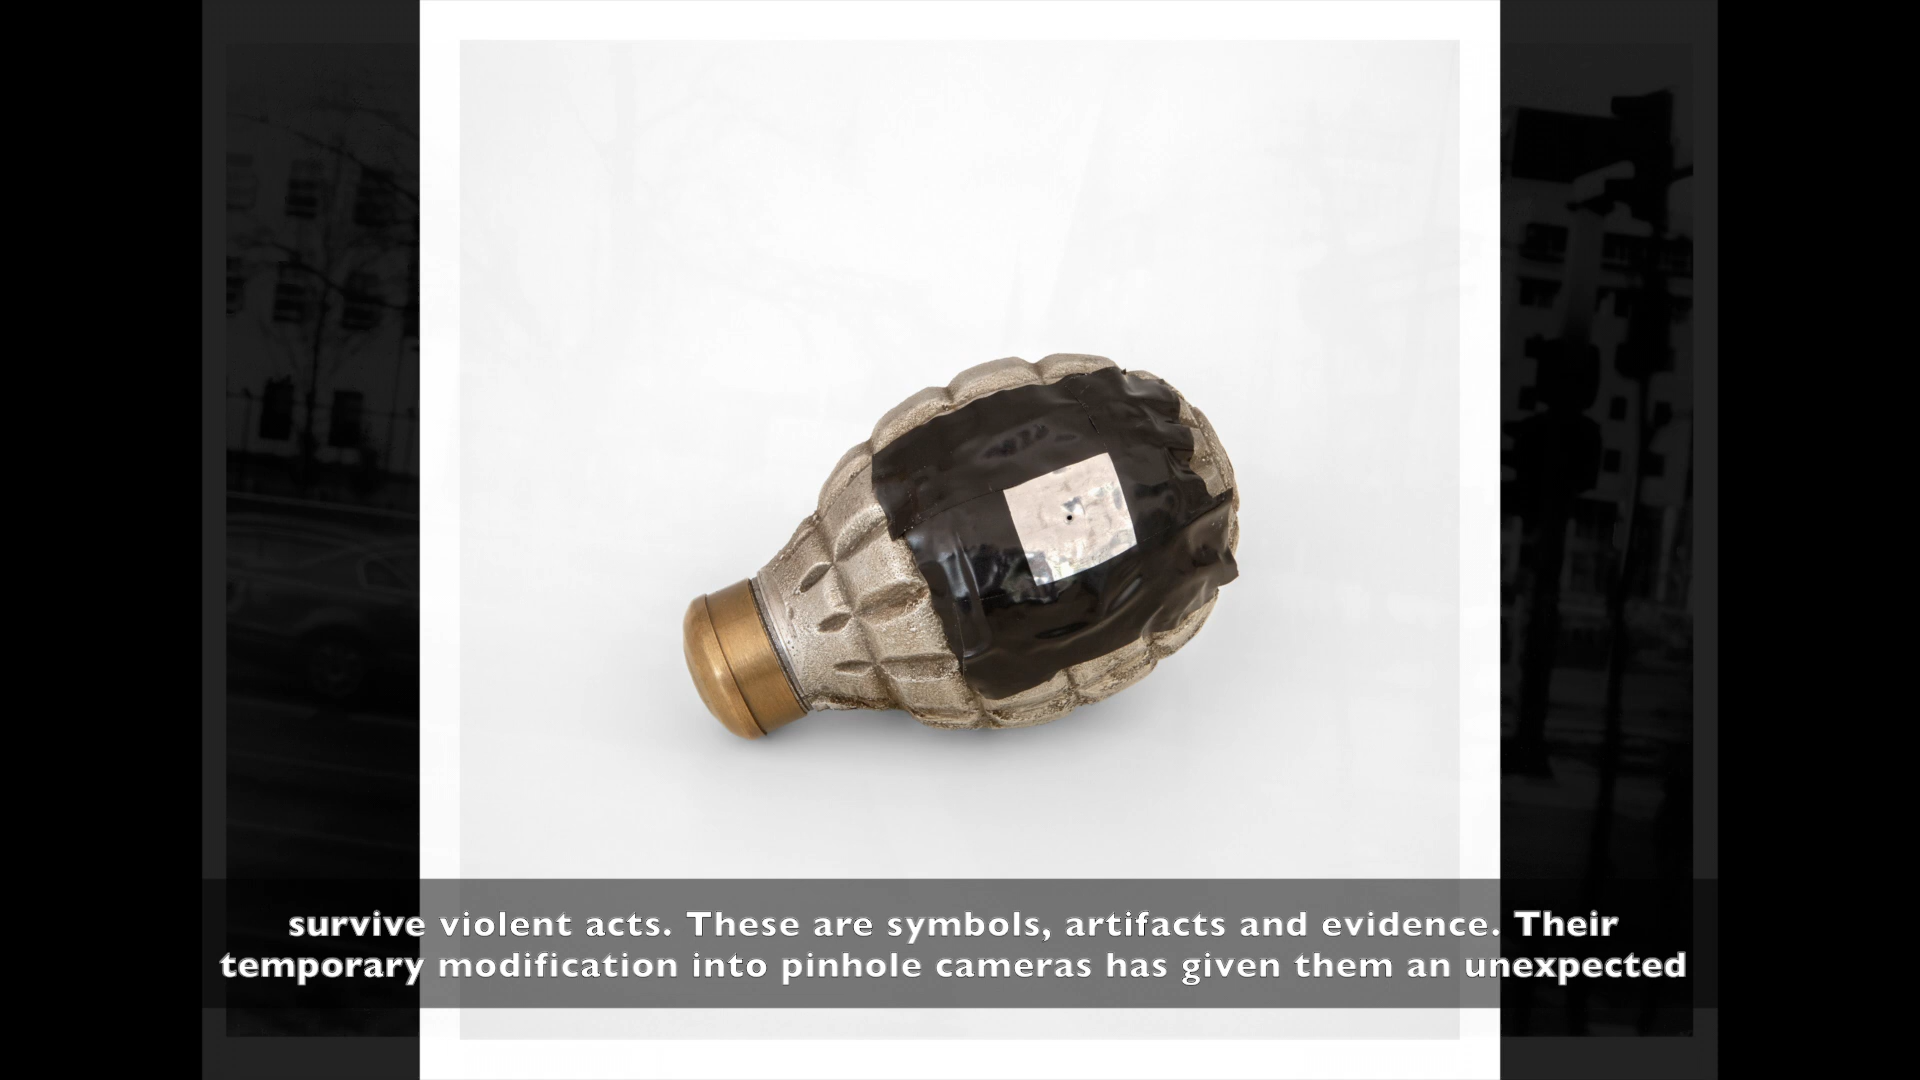 survive violent acts. These are symbols, artifacts and evidence. Their
temporary modification into pinhole cameras has given them an unexpected